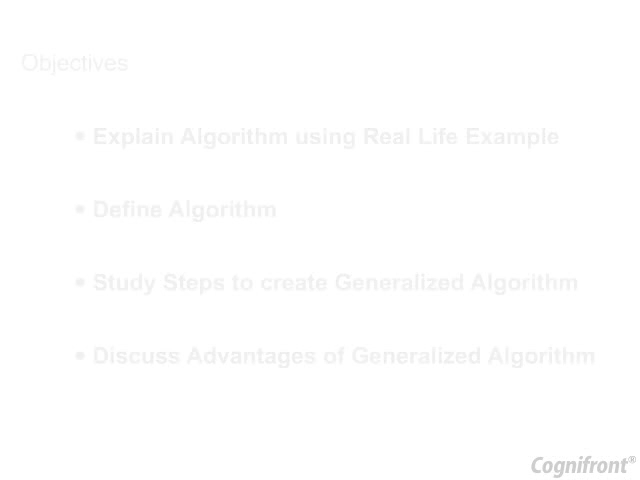 Objectives
• Explain Algorithm using Real Life Example
• Define Algorithm
• Study Steps to create Generalized Algorithm
• Discuss Advantages of Generalized Algorithm
Cognifront®